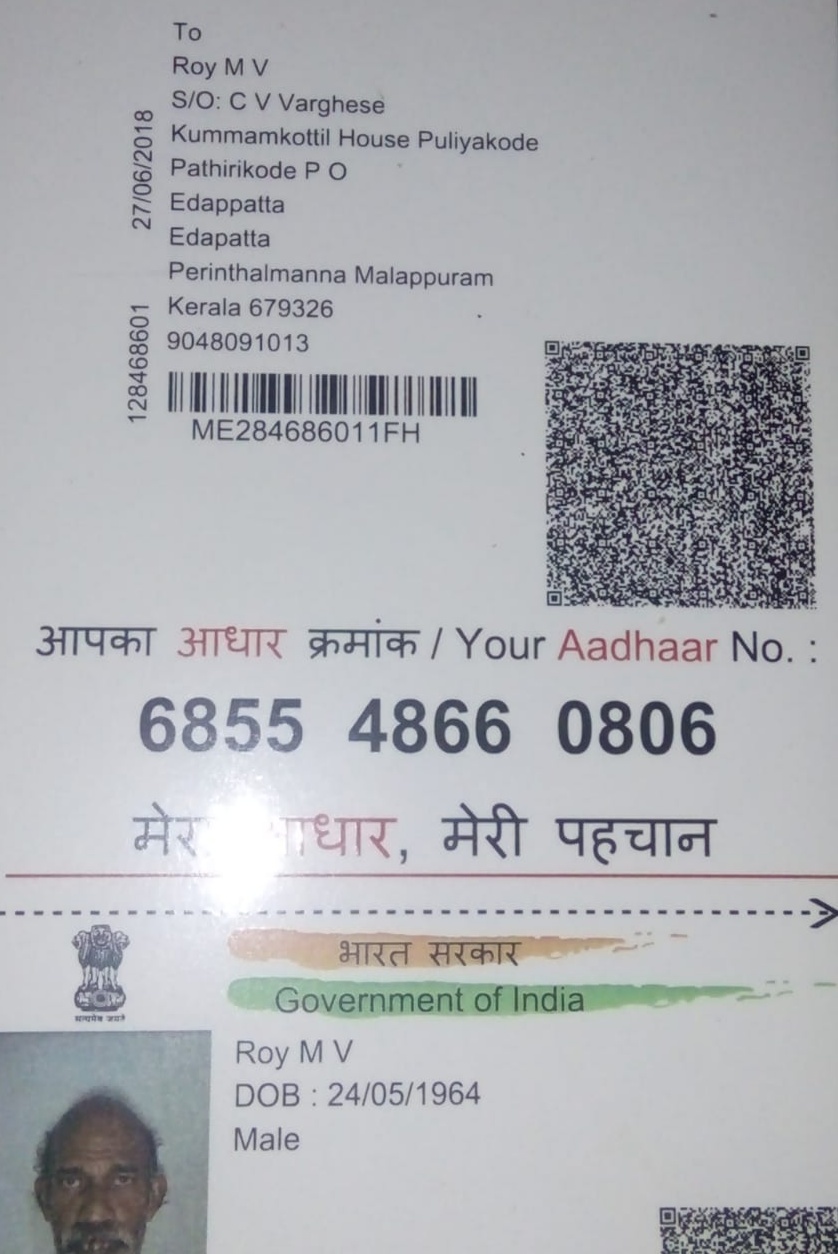 To
Roy M V
S/O: C V Varghese
Kummamkottil House Puliyakode
Pathirikode P O
Edappatta
Edapatta
Perinthalmanna Malappuram
Kerala 679326
9048091013
27/06/2018
128468601
ME284686011FH
आपका आधार क्रमांक / Your Aadhaar No. :
6855 4866 0806
मेरी पहचान
भारत सरकार
Government of India
सत्यमेव जयते
Roy M V
DOB : 24/05/1964
Male